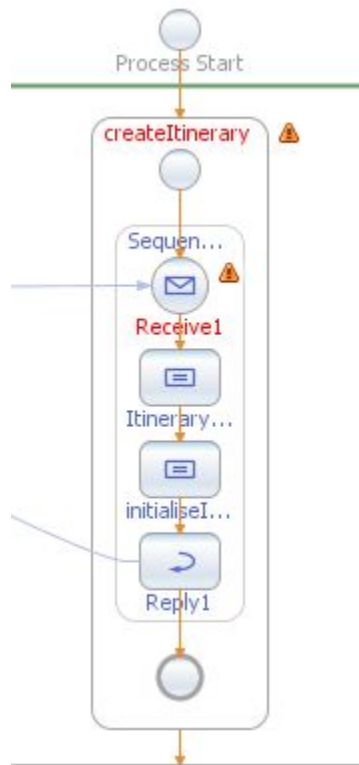 Process Start
createItinerary
Sequen...
Receive1
Itinerary...
initialiseI...
Reply1